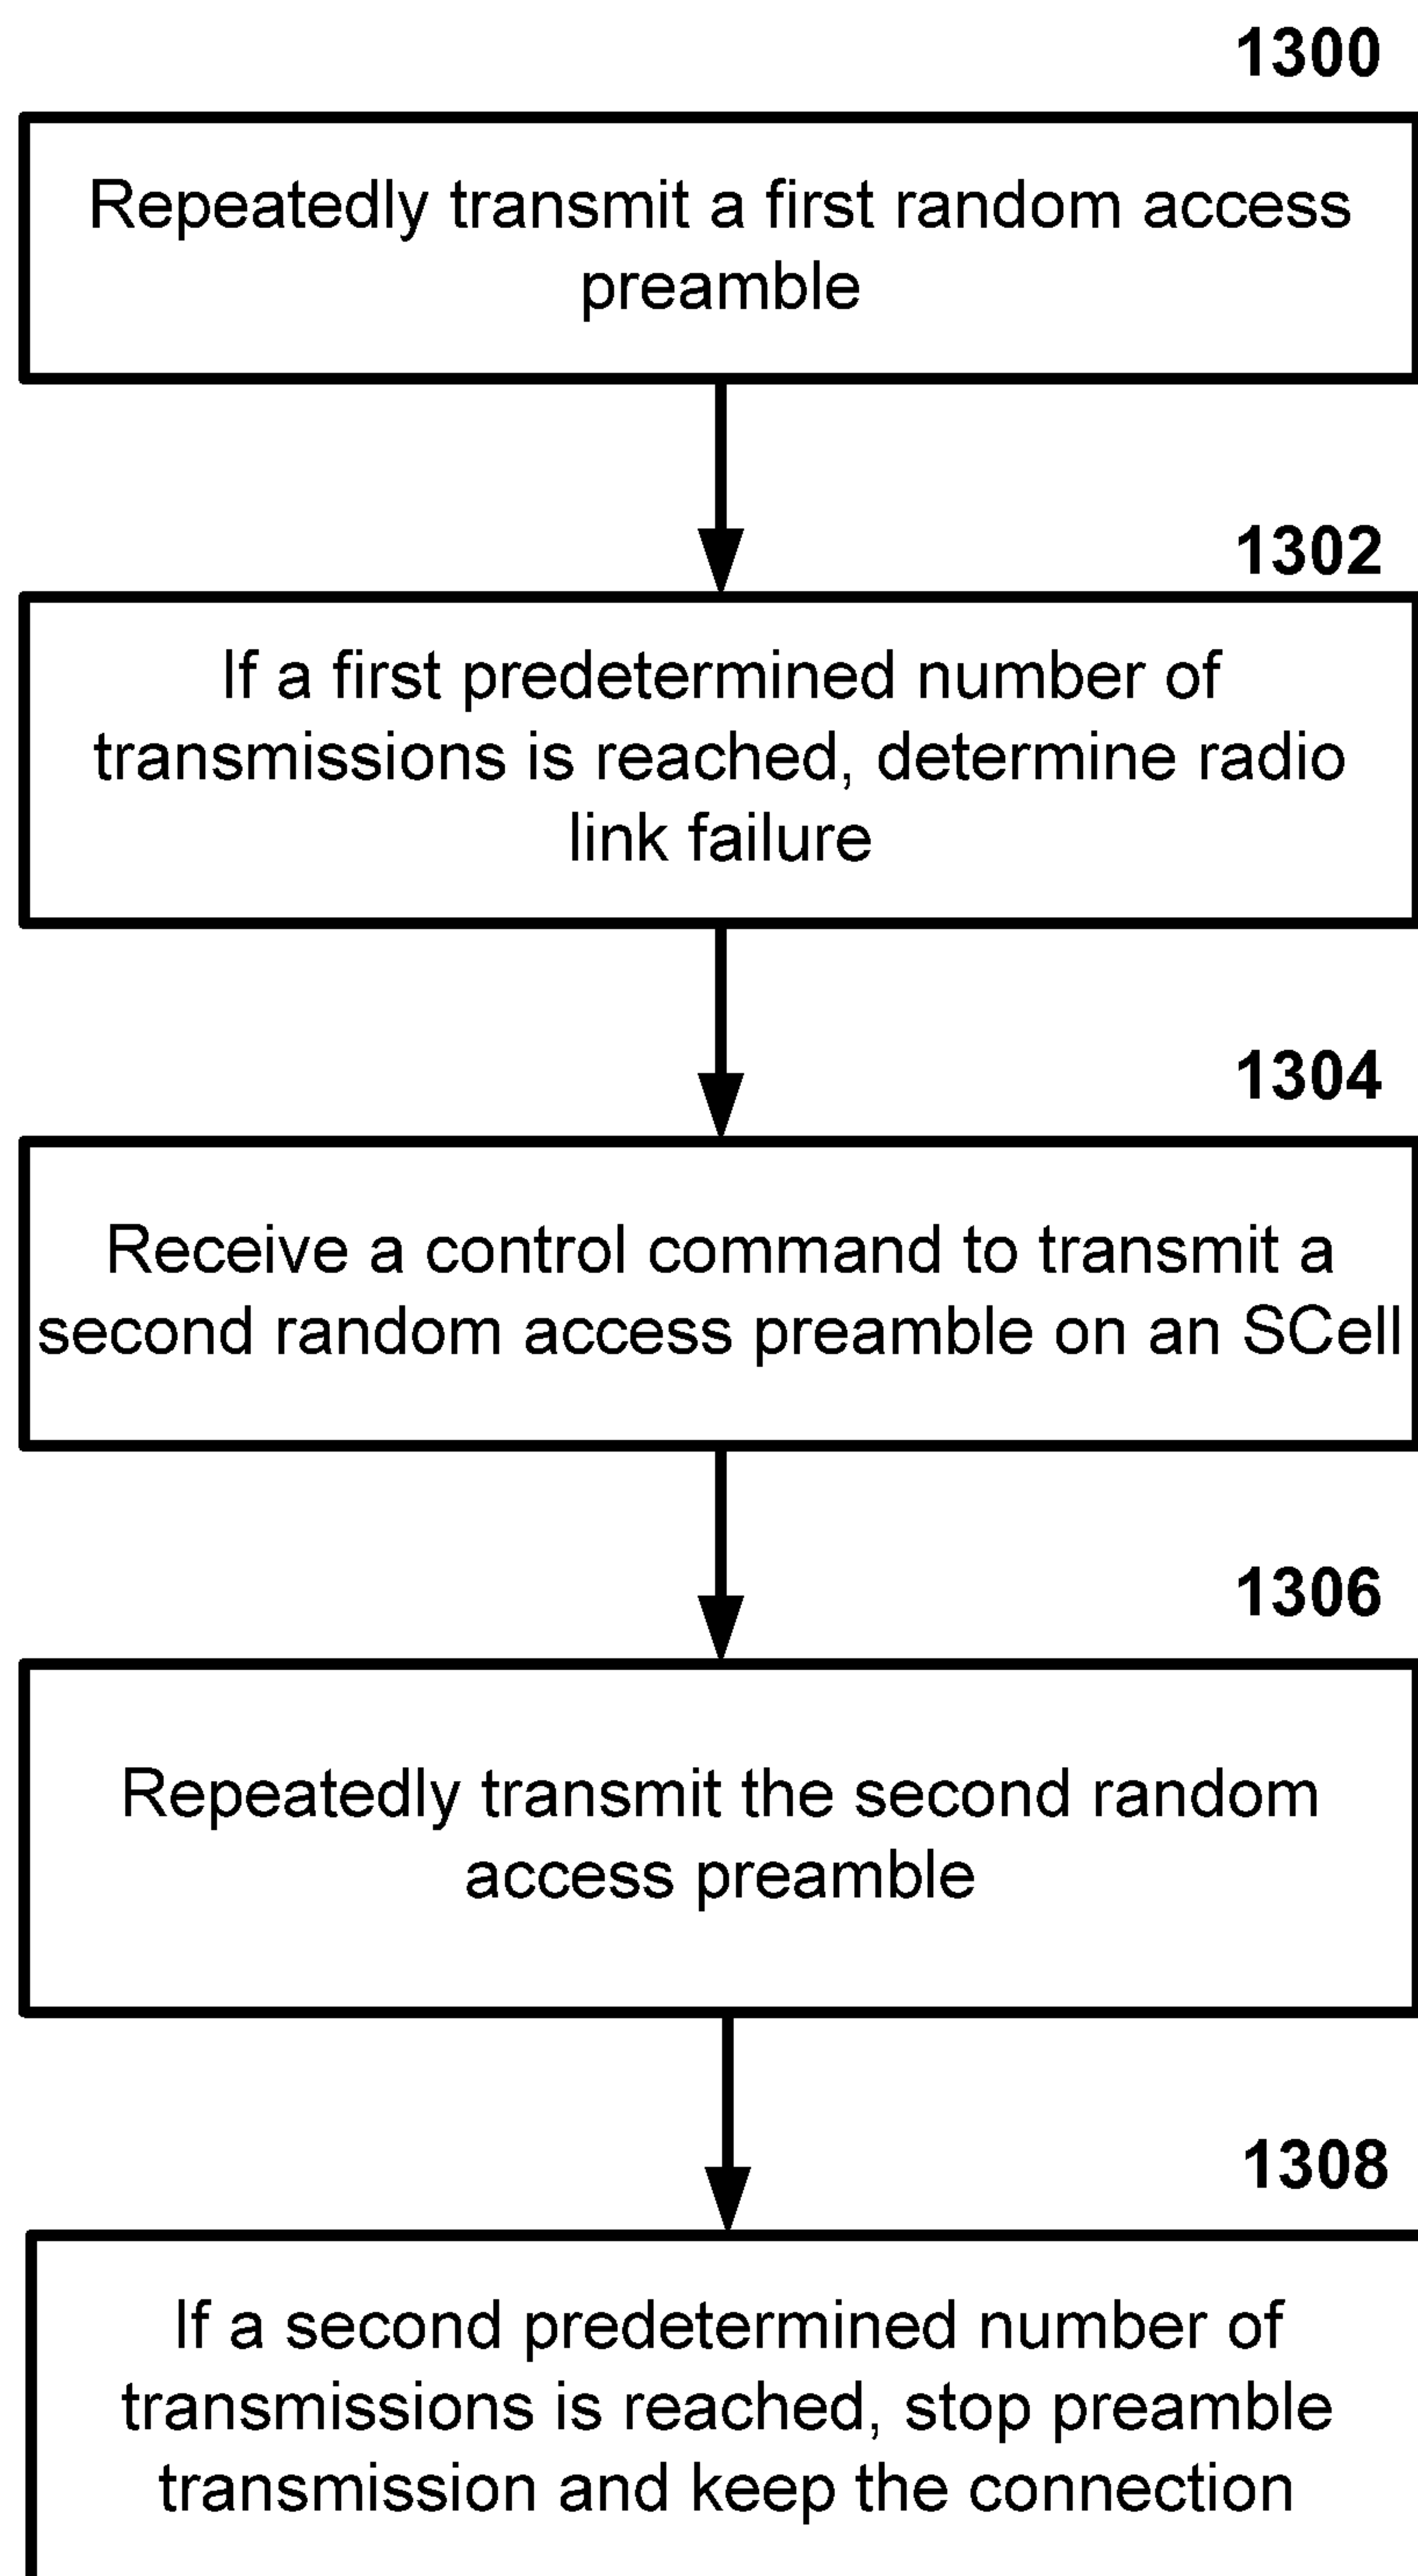 1300
Repeatedly transmit a first random access
preamble
1302
If a first predetermined number of
transmissions is reached, determine radio
link failure
1304
Receive a control command to transmit a
second random access preamble on an SCell
1306
Repeatedly transmit the second random
access preamble
1308
If a second predetermined number of
transmissions is reached, stop preamble
transmission and keep the connection